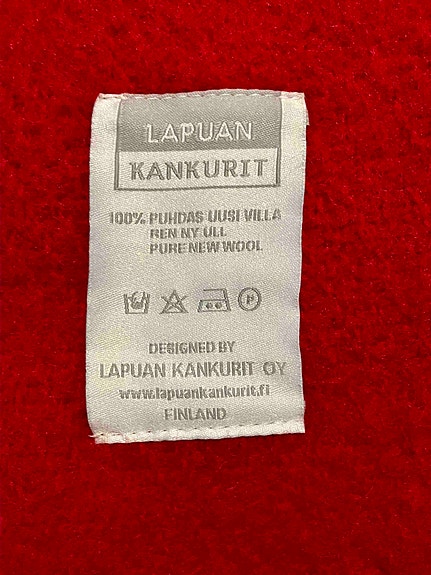 LAPUAN
KANKURIT
100% PUHDAS UUSI VILLA
REN NY ULL
PURE NEW WOOL
P
DESIGNED BY
LAPUAN KANKURIT OY
www.lapuankankurit.fi
FINLAND